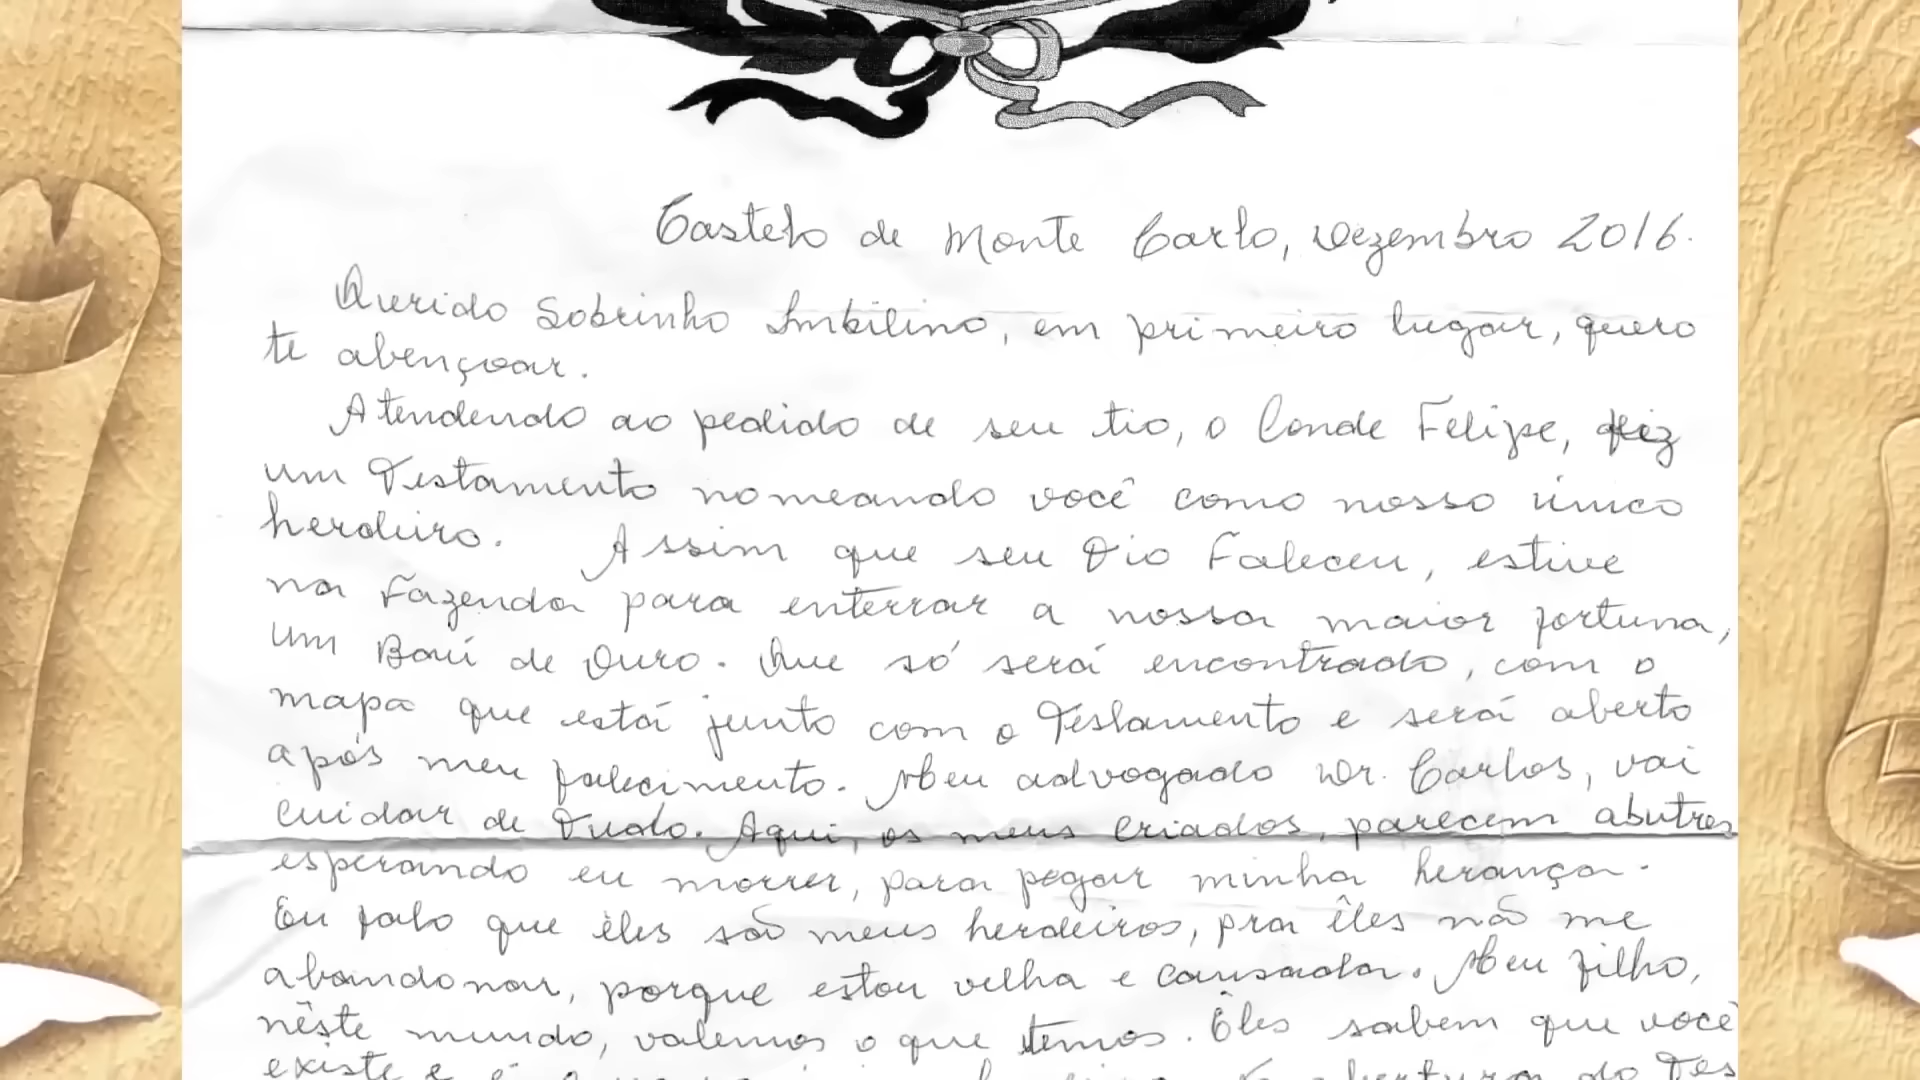 Castelo de Monte Carlo, Dezembro 2016.
Querido Sobrinho Imbilino, em primeiro lugar, quero
te abençoar.
Atendendo ao pedido de seu tio, o Conde Felipe, fiz
um Testamento nomeando você como nosso único
herdeiro. Assim que seu Tio Faleceu, estive
na Fazenda para enterrar a nossa maior fortuna,
um Baú de Ouro. Que só será encontrado, com o
mapa que está junto com o Testamento e será aberto
após meu falecimento. Meu advogado Dr. Carlos, vai
cuidar de Tudo. Aqui, os meus criados, parecem abutres
esperando eu morrer, para pegar minha herança.
Eu falo que êles são meus herdeiros, pra êles não me
abandonar, porque estou velha e cansada. Meu filho,
nêste mundo, valemos o que temos. Êles sabem que você
existe e